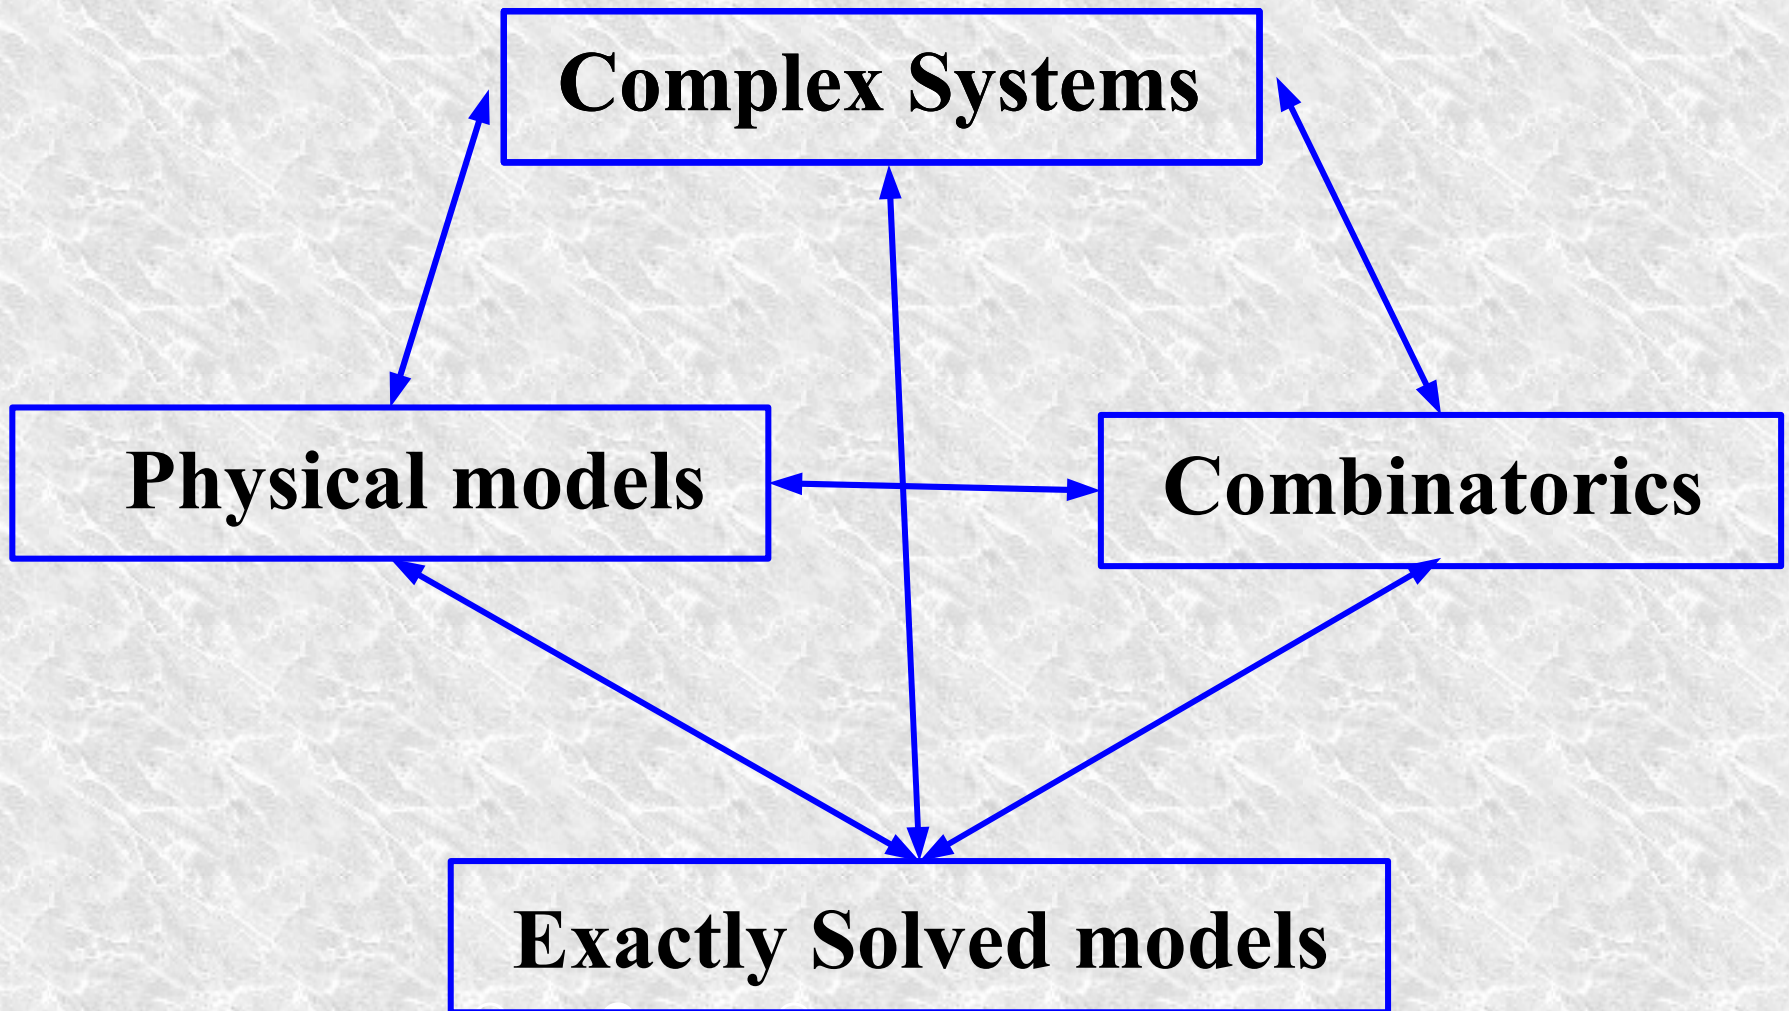 Complex Systems
Physical models
Combinatorics
Exactly Solved models